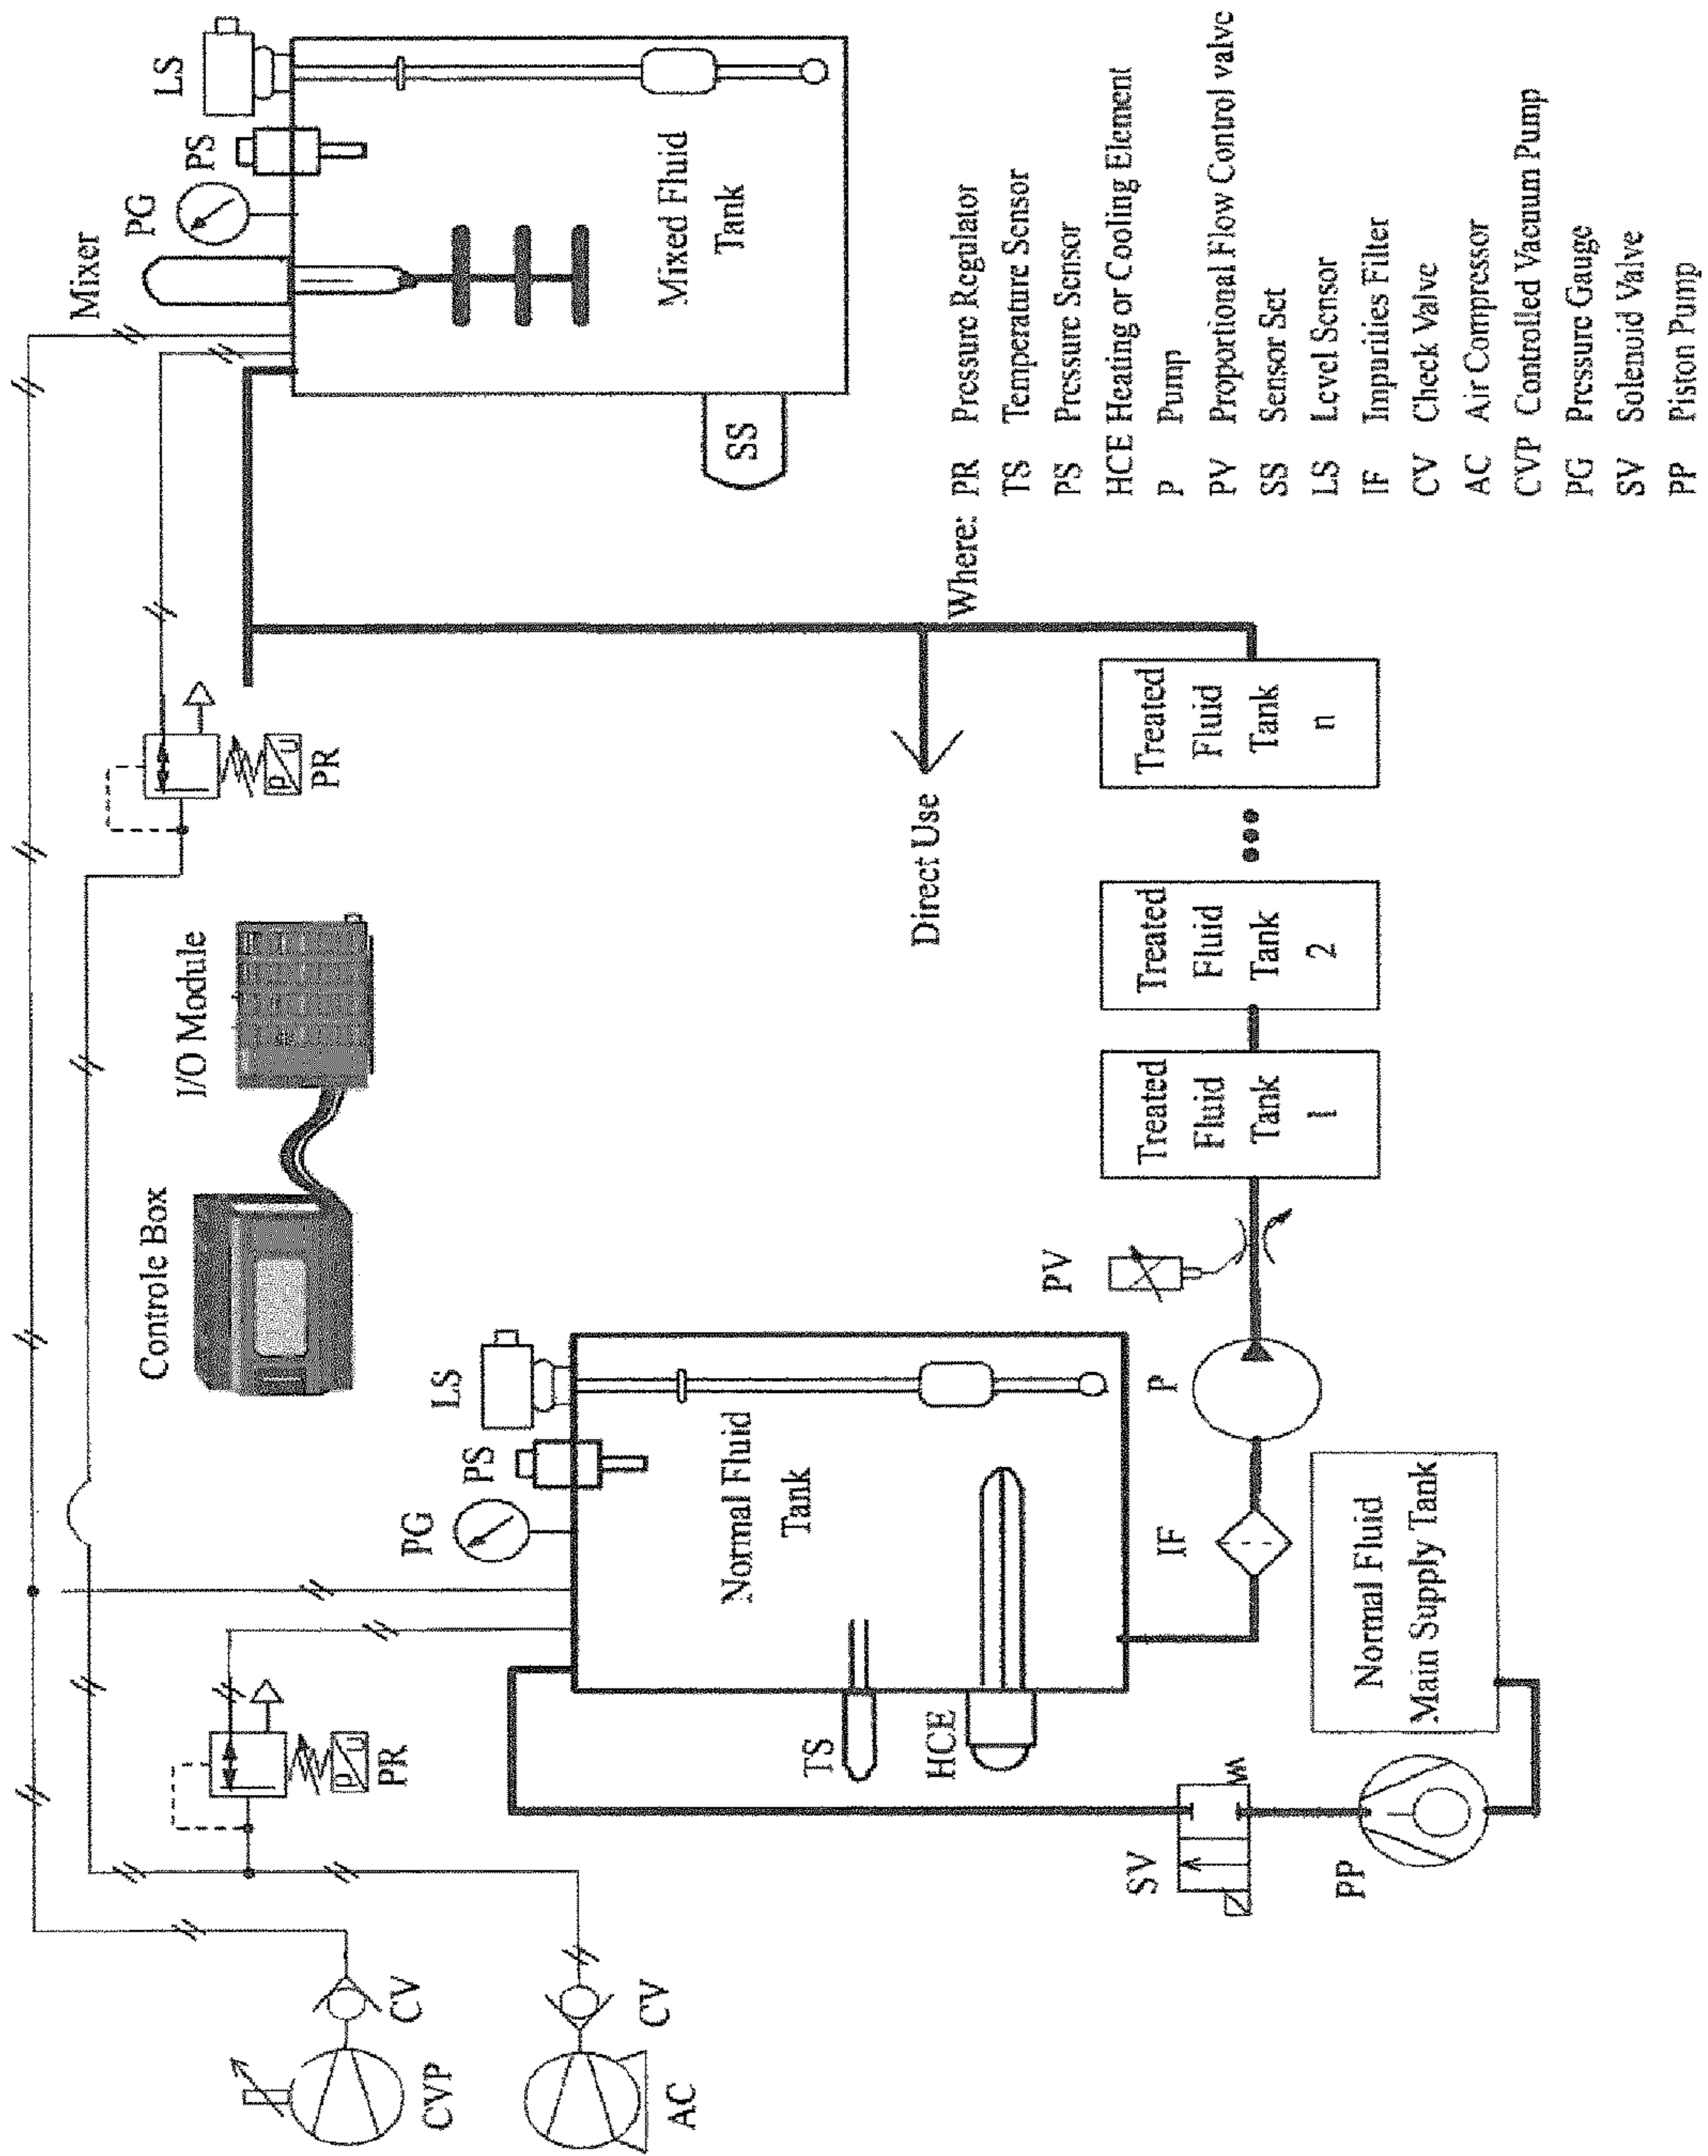 Mixer
PG
PS
LS
Mixed Fluid
Tank
SS
PR
P
U
Controle Box
I/O Module
Direct Use
CVP
CV
AC
CV
PR
P
U
PG
PS
LS
Normal Fluid
Tank
TS
HCE
SV
PP
Normal Fluid
Main Supply Tank
IF
P
PV
Treated
Fluid
Tank
1
Treated
Fluid
Tank
2
Treated
Fluid
Tank
n
Where: PR Pressure Regulator
TS Temperature Sensor
PS Pressure Sensor
HCE Heating or Cooling Element
P Pump
PV Proportional Flow Control valve
SS Sensor Set
LS Level Sensor
IF Impurities Filter
CV Check Valve
AC Air Compressor
CVP Controlled Vacuum Pump
PG Pressure Gauge
SV Solenoid Valve
PP Piston Pump